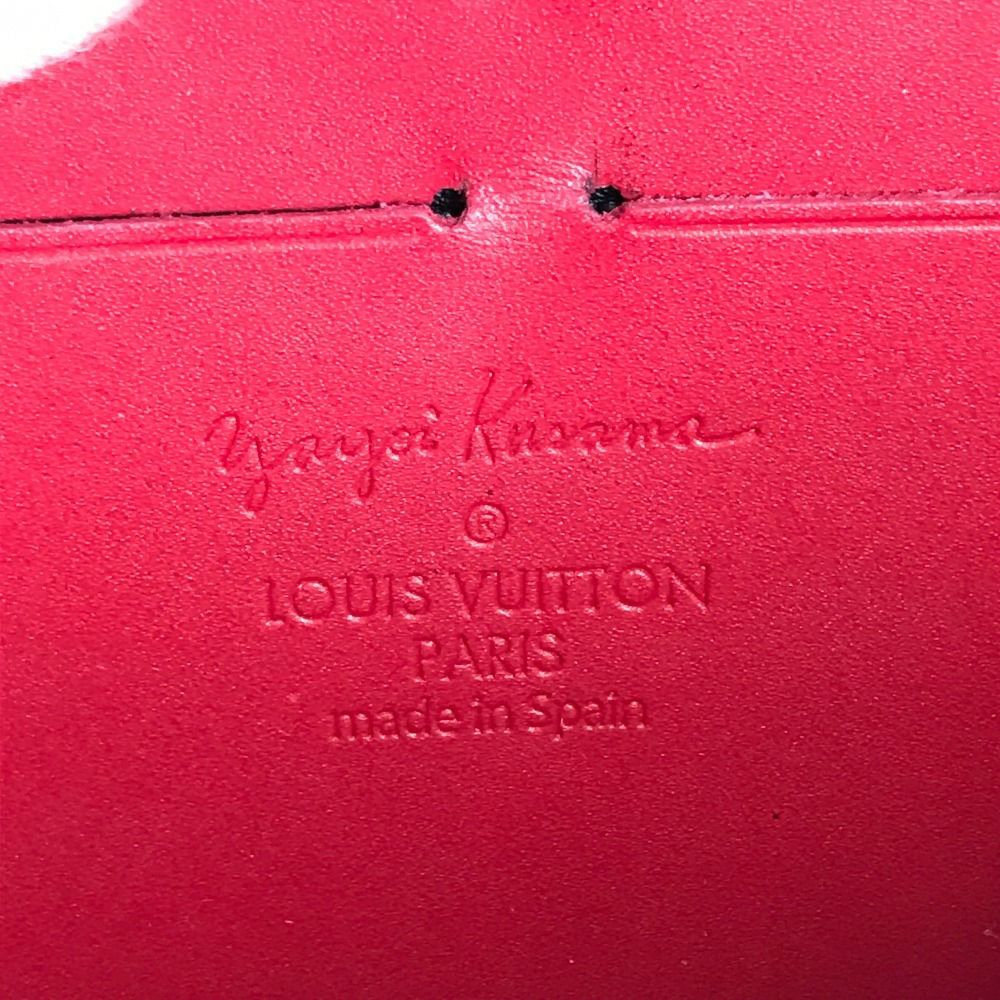 Yayoi Kusama
®
LOUIS VUITTON
PARIS
made in Spain